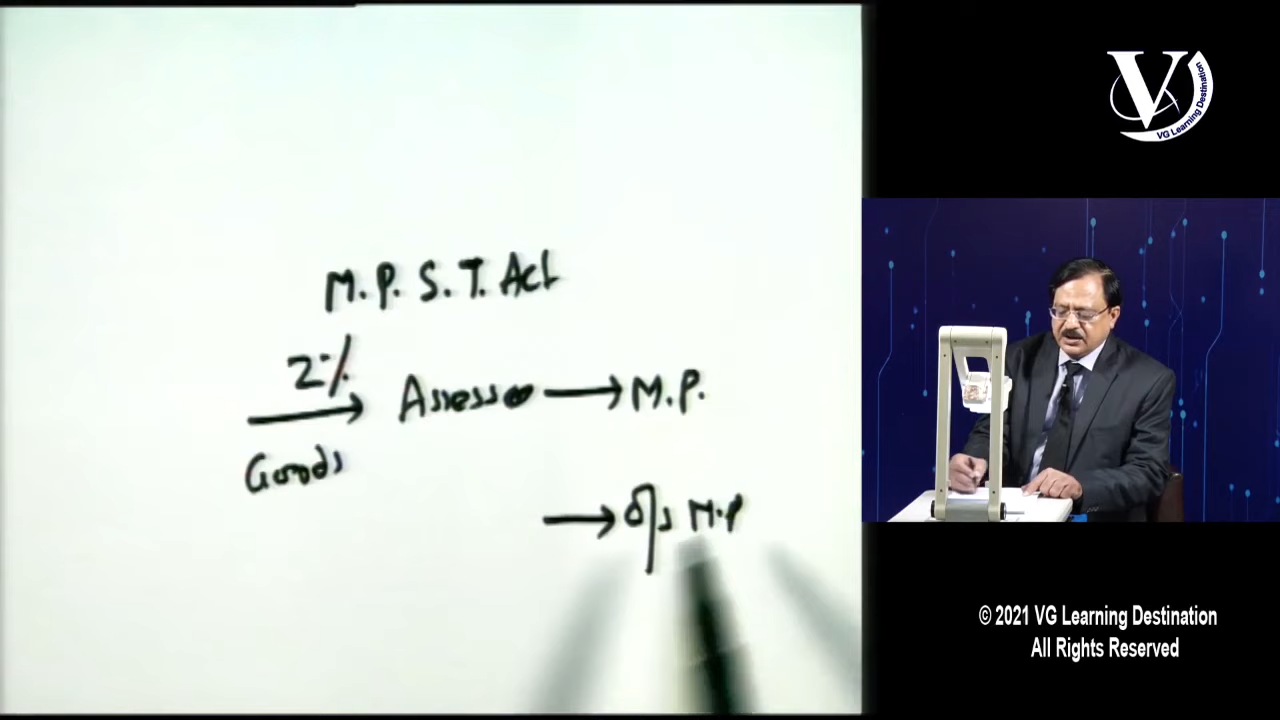 M.P. S.T. Act
2%
Assessee → M.P.
Goods
→ O/s M.P
V
VG Learning Destination
© 2021 VG Learning Destination
All Rights Reserved